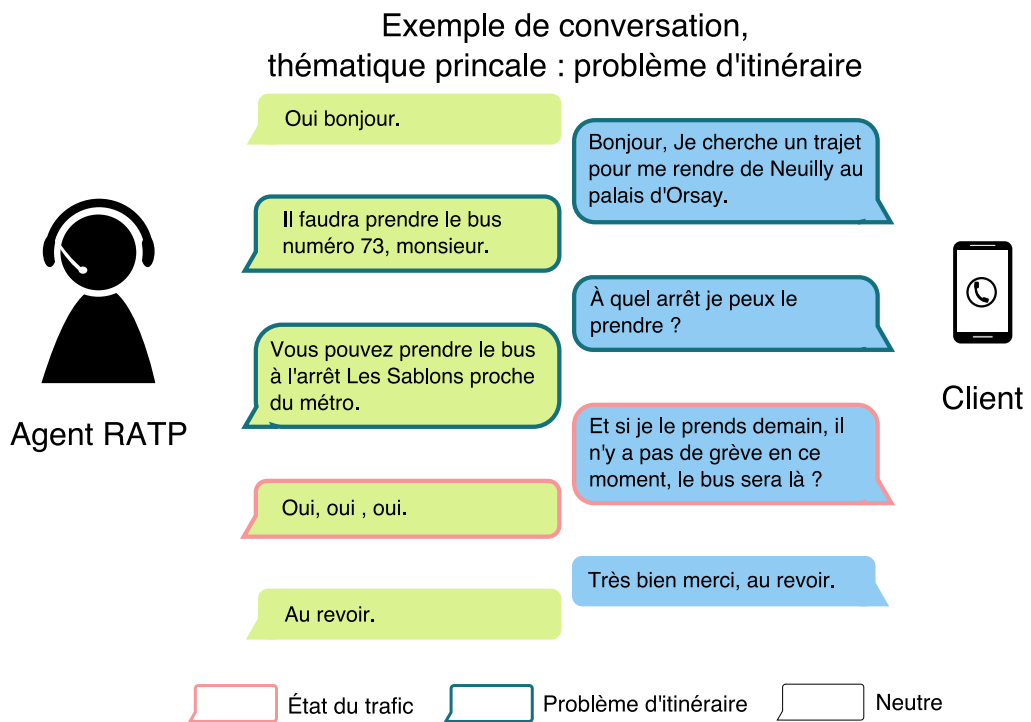 Exemple de conversation,
thématique princale : problème d'itinéraire
Oui bonjour.
Bonjour, Je cherche un trajet
pour me rendre de Neuilly au
palais d'Orsay.
Il faudra prendre le bus
numéro 73, monsieur.
À quel arrêt je peux le
prendre ?
Vous pouvez prendre le bus
à l'arrêt Les Sablons proche
du métro.
Et si je le prends demain, il
n'y a pas de grève en ce
moment, le bus sera là ?
Oui, oui , oui.
Très bien merci, au revoir.
Au revoir.
Agent RATP
Client
État du trafic
Problème d'itinéraire
Neutre